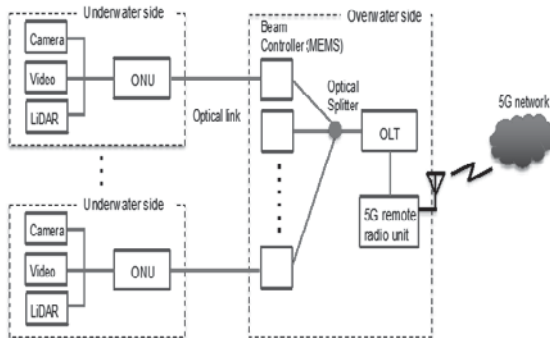 Underwater side
Camera
Video
LiDAR
ONU
Optical link
Overwater side
Beam
Controller (MEMS)
Optical
Splitter
OLT
5G remote
radio unit
5G network
Underwater side
Camera
Video
LiDAR
ONU